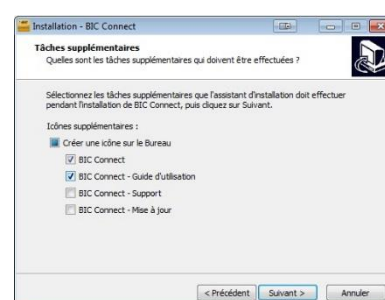 Installation - BIC Connect
Tâches supplémentaires
Quelles sont les tâches supplémentaires qui doivent être effectuées ?
Sélectionnez les tâches supplémentaires que l'assistant d'installation doit effectuer
pendant l'installation de BIC Connect, puis cliquez sur Suivant.
Icônes supplémentaires :
Créer une icône sur le Bureau
BIC Connect
BIC Connect - Guide d'utilisation
BIC Connect - Support
BIC Connect - Mise à jour
< Précédent
Suivant >
Annuler